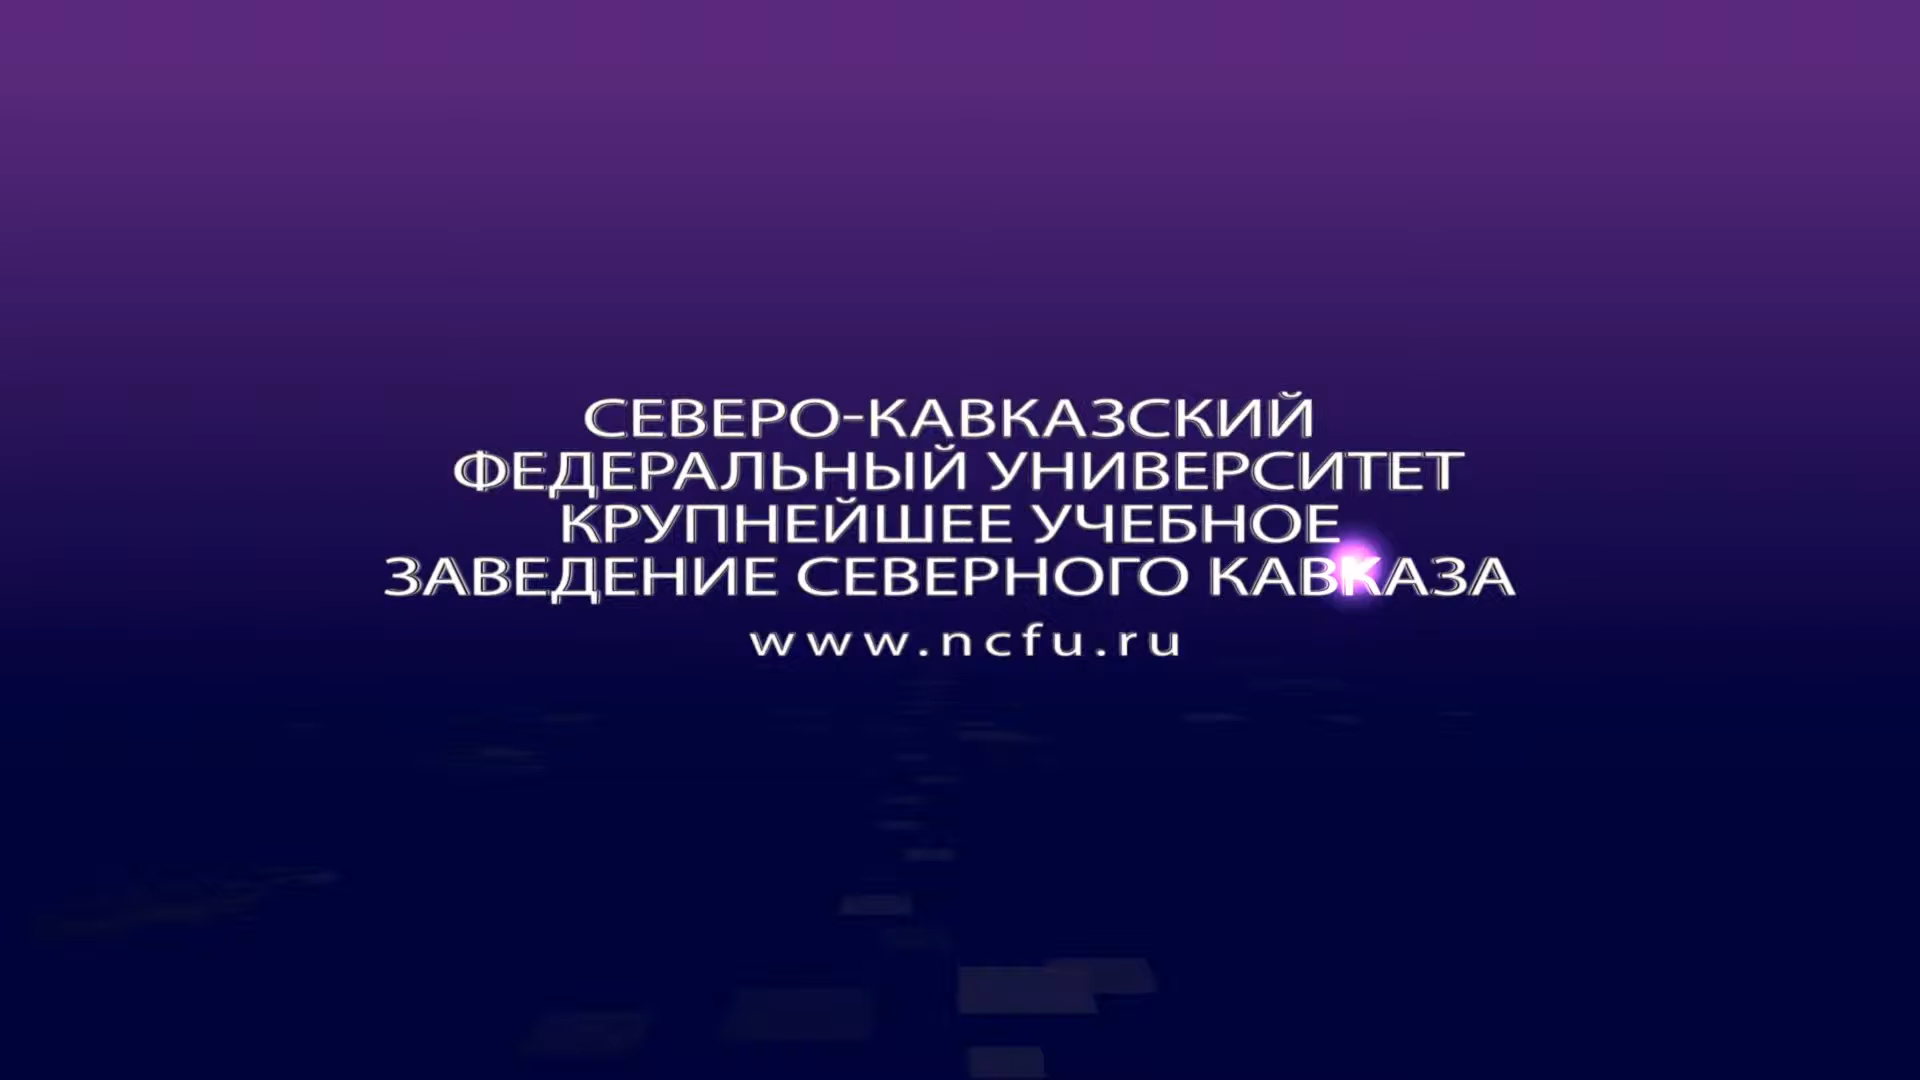 СЕВЕРО-КАВКАЗСКИЙ
ФЕДЕРАЛЬНЫЙ УНИВЕРСИТЕТ
КРУПНЕЙШЕЕ УЧЕБНОЕ
ЗАВЕДЕНИЕ СЕВЕРНОГО КАВКАЗА
www.ncfu.ru